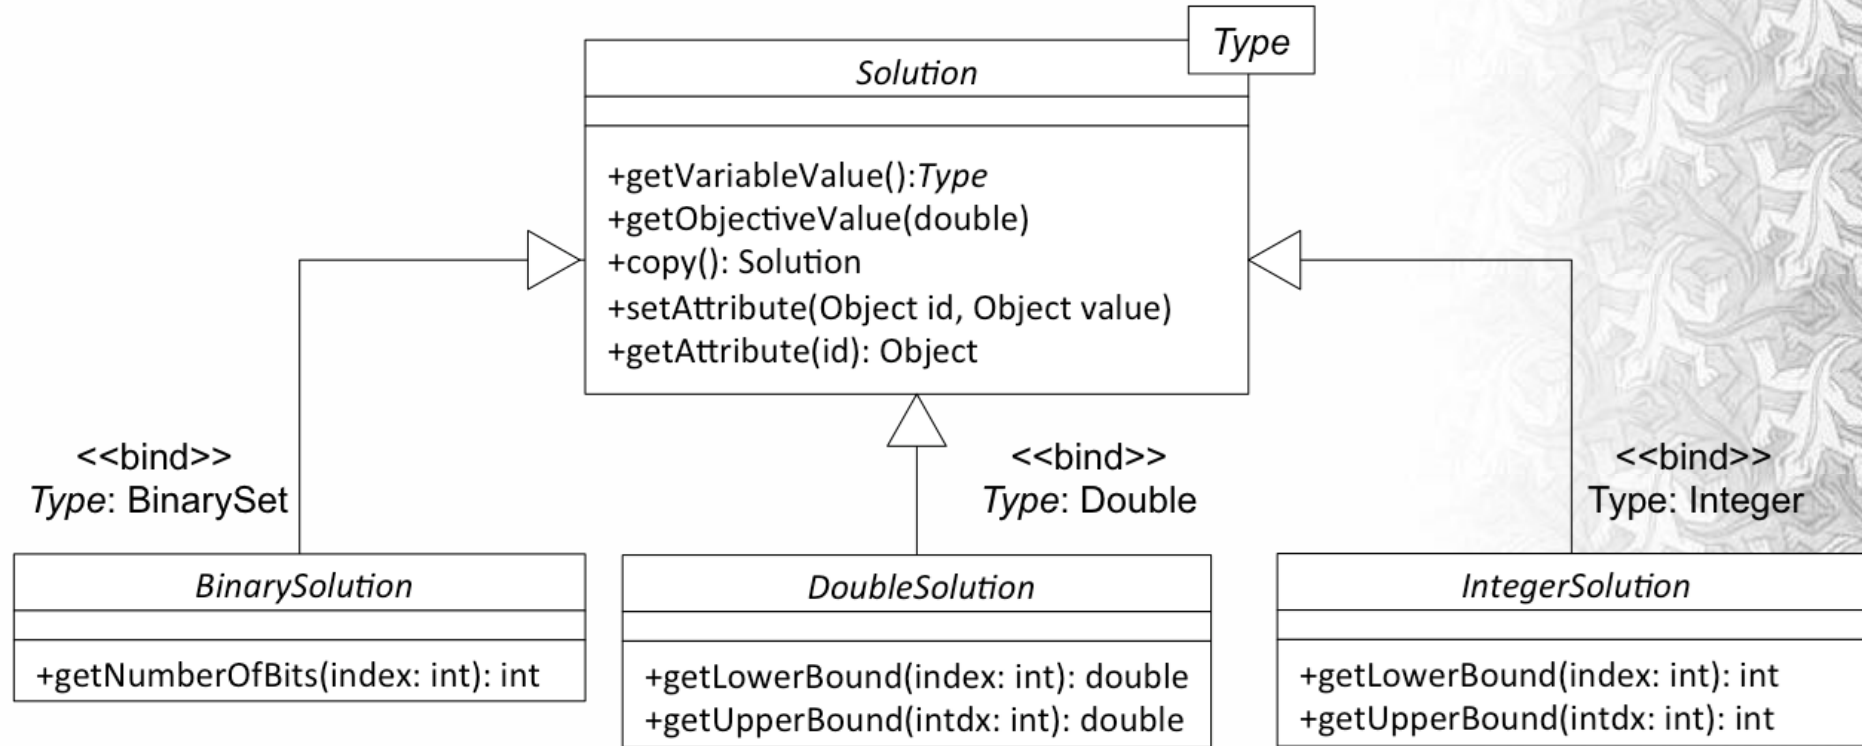 Type
Solution
+getVariableValue():Type
+getObjectiveValue(double)
+copy(): Solution
+setAttribute(Object id, Object value)
+getAttribute(id): Object
<<bind>>
Type: BinarySet
<<bind>>
Type: Double
<<bind>>
Type: Integer
BinarySolution
+getNumberOfBits(index: int): int
DoubleSolution
+getLowerBound(index: int): double
+getUpperBound(intdx: int): double
IntegerSolution
+getLowerBound(index: int): int
+getUpperBound(intdx: int): int